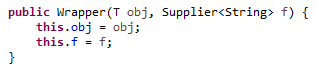 public Wrapper(T obj, Supplier<String> f) {
    this.obj = obj;
    this.f = f;
}